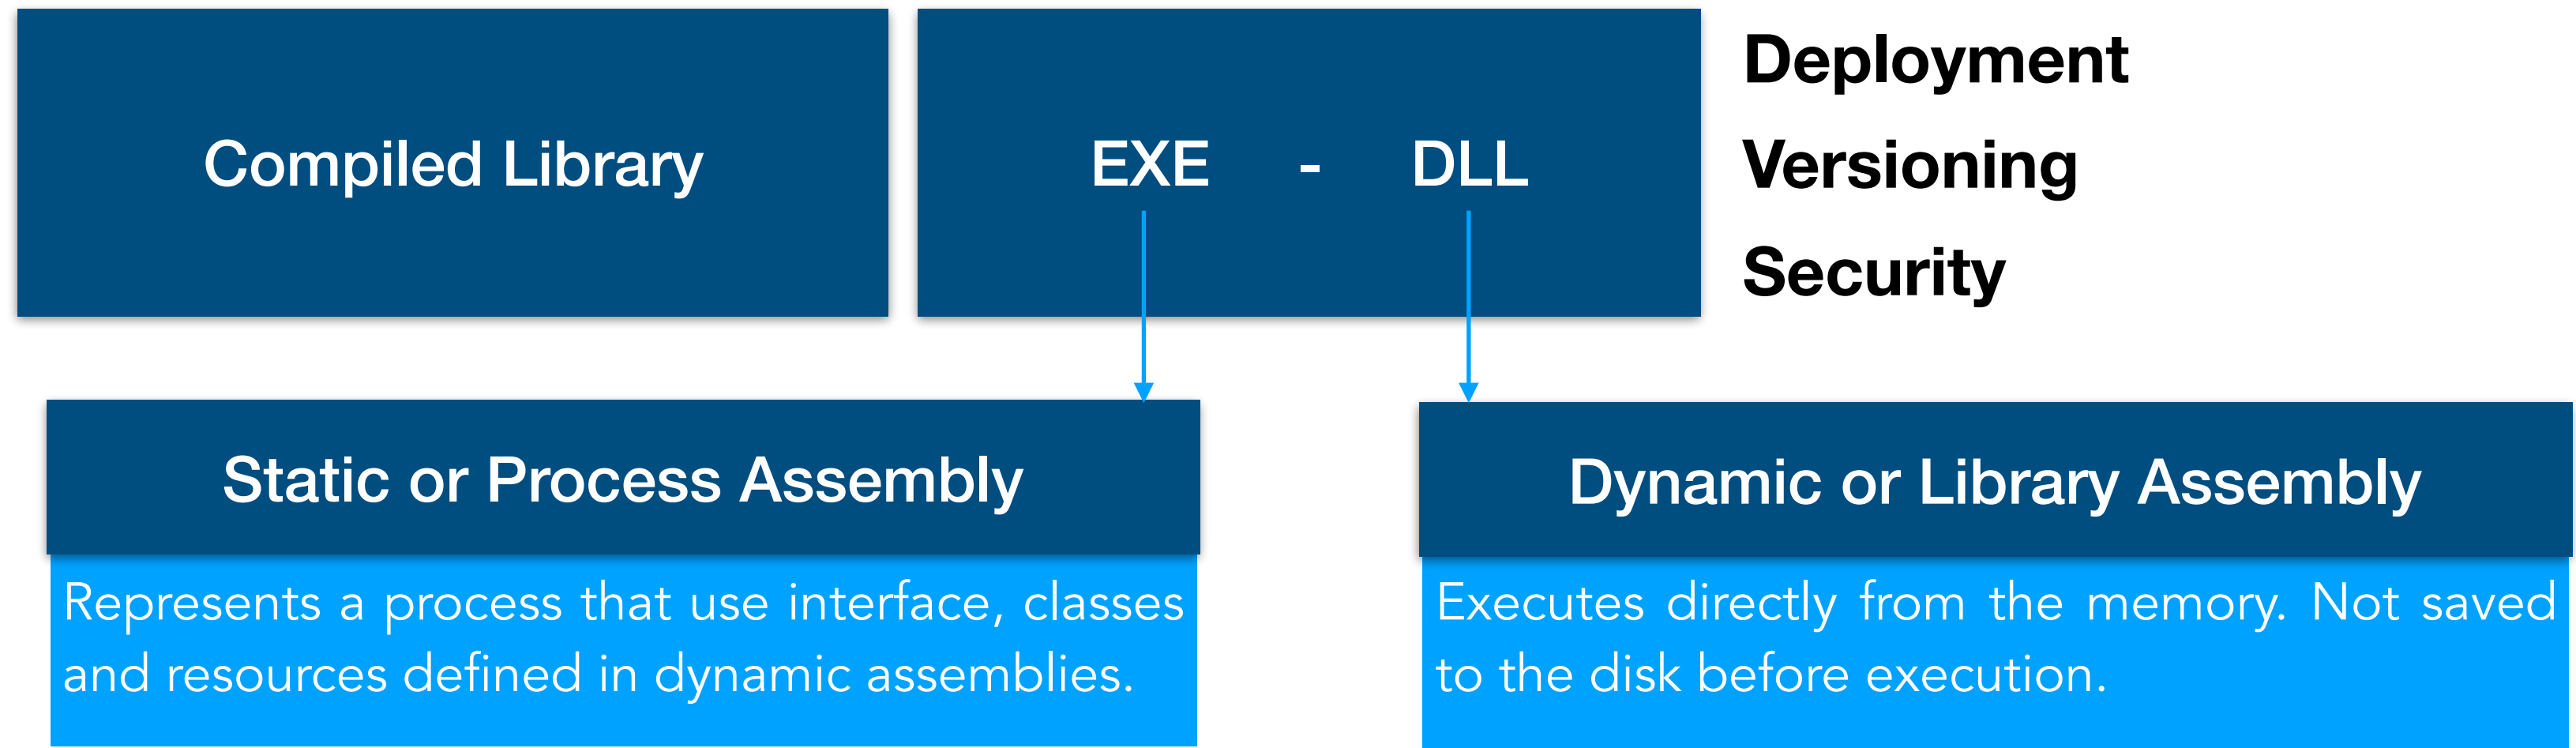 Compiled Library
EXE - DLL
Deployment
Versioning
Security
Static or Process Assembly
Represents a process that use interface, classes
and resources defined in dynamic assemblies.
Dynamic or Library Assembly
Executes directly from the memory. Not saved
to the disk before execution.